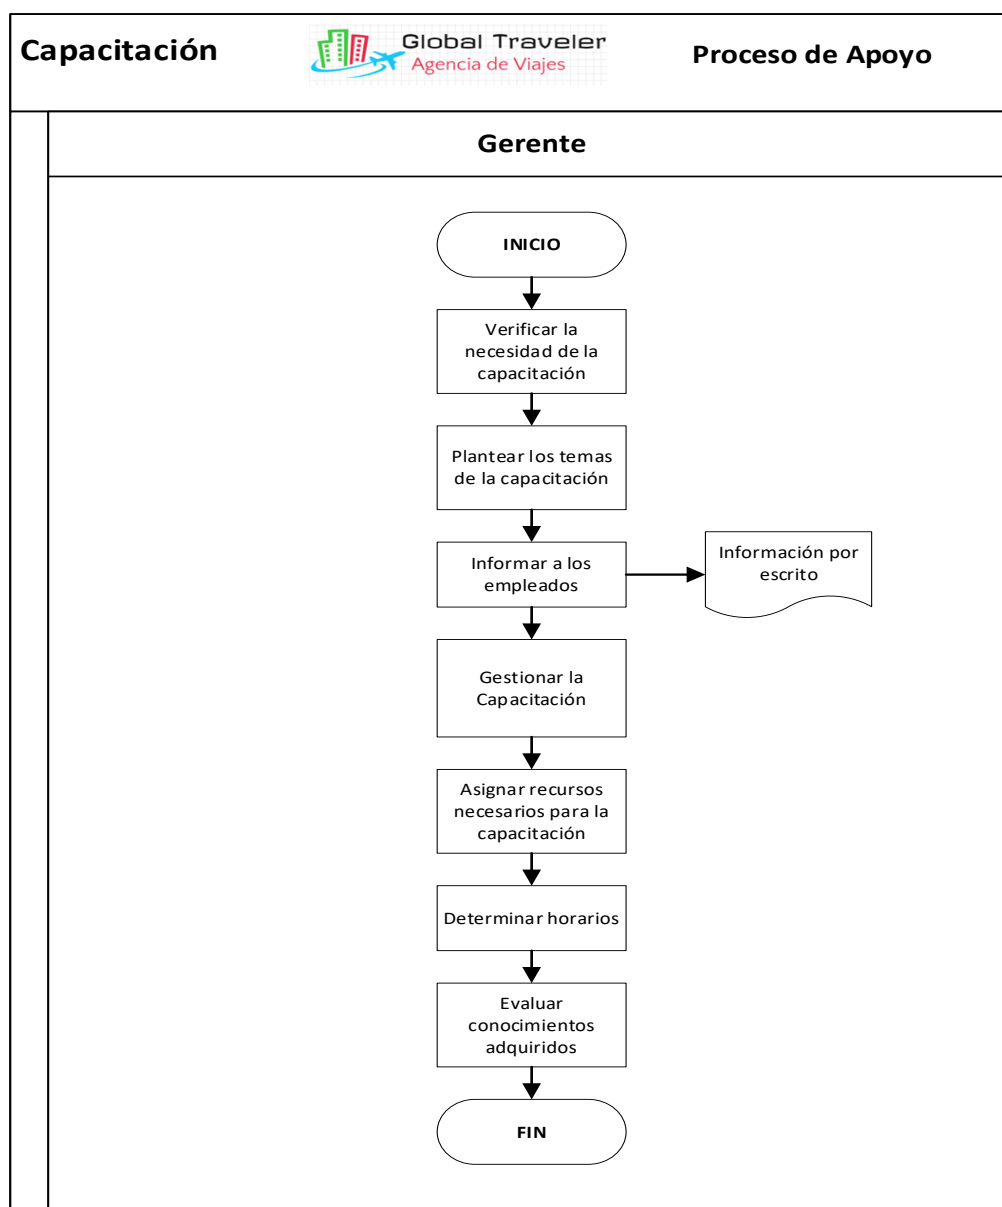 Capacitación
Global Traveler
Agencia de Viajes
Proceso de Apoyo
Gerente
INICIO
Verificar la
necesidad de la
capacitación
Plantear los temas
de la capacitación
Informar a los
empleados
Información por
escrito
Gestionar la
Capacitación
Asignar recursos
necesarios para la
capacitación
Determinar horarios
Evaluar
conocimientos
adquiridos
FIN